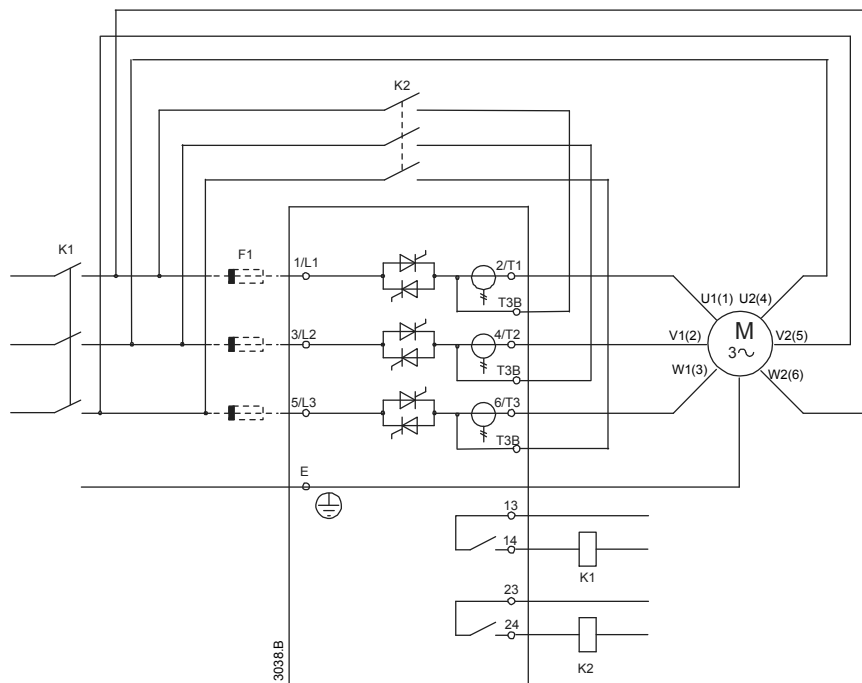 K2
K1
F1
1/L1
2/T1
T3B
U1(1) U2(4)
3/L2
4/T2
T3B
V1(2)
M
3~
V2(5)
W1(3)
W2(6)
5/L3
6/T3
T3B
E
13
14
K1
23
24
K2
3038.B